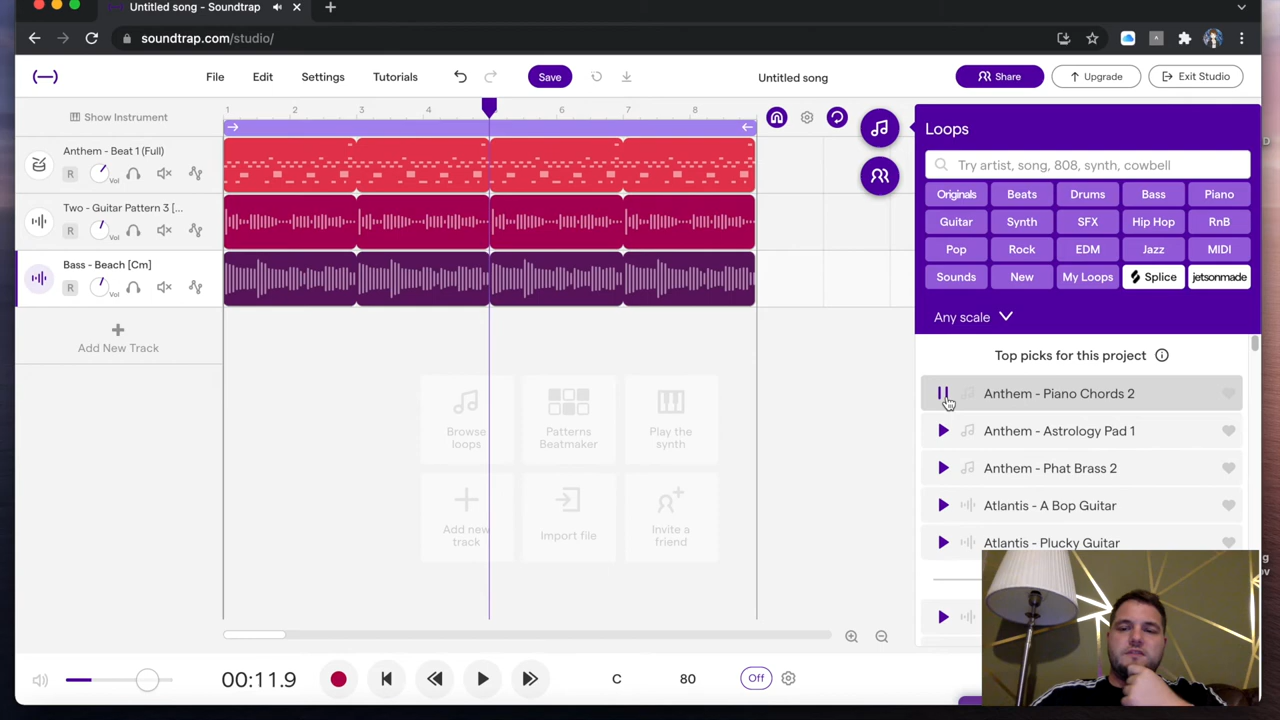 Untitled song - Soundtrap
soundtrap.com/studio/
File Edit Settings Tutorials Save Untitled song Share Upgrade Exit Studio
Show Instrument
1 2 3 4 6 7 8
Anthem - Beat 1 (Full)
R Vol
Two - Guitar Pattern 3 [...
R Vol
Bass - Beach [Cm]
R Vol
Add New Track
Browse loops
Patterns Beatmaker
Play the synth
Add new track
Import file
Invite a friend
Loops
Try artist, song, 808, synth, cowbell
Originals Beats Drums Bass Piano
Guitar Synth SFX Hip Hop RnB
Pop Rock EDM Jazz MIDI
Sounds New My Loops Splice jetsonmade
Any scale
Top picks for this project
Anthem - Piano Chords 2
Anthem - Astrology Pad 1
Anthem - Phat Brass 2
Atlantis - A Bop Guitar
Atlantis - Plucky Guitar
00:11.9 C 80 Off